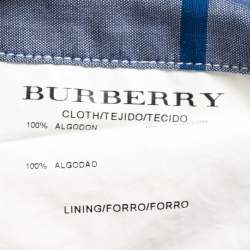 BURBERRY
CLOTH/TEJIDO/TECIDO
100% ALGODON
100% ALGODAO
LINING/FORRO/FORRO